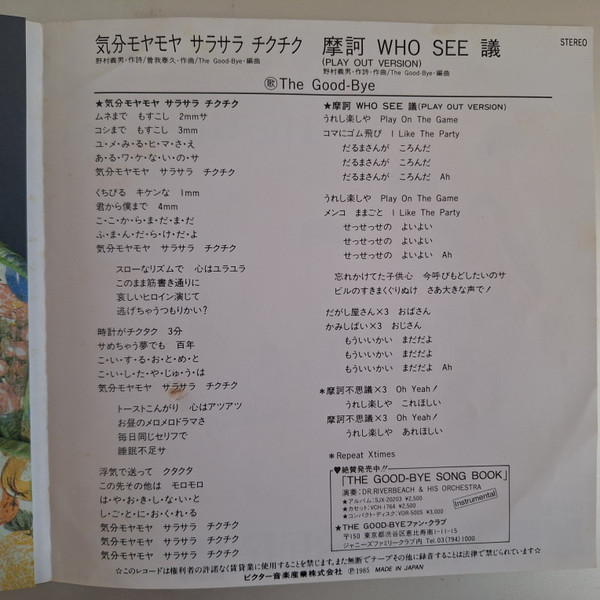 気分モヤモヤ サラサラ チクチク
野村義男・作詩/曽我泰久・作曲/The Good-Bye・編曲
摩訶 WHO SEE 議
(PLAY OUT VERSION)
野村義男・作詩・作曲/The Good-Bye・編曲
STEREO
歌 The Good-Bye
★気分モヤモヤ サラサラ チクチク
ムネまで もすこし 2mmサ
コシまで もすこし 3mm
ユ・メ・み・る・ヒ・マ・さ・え
あ・る・ワ・ケ・な・い・の・サ
気分モヤモヤ サラサラ チクチク
くちびる キケンな 1mm
君から僕まで 4mm
こ・こ・か・ら・ま・だ・ま・だ
ふ・ま・ん・だ・ら・け・だ・よ
気分モヤモヤ サラサラ チクチク
スローなリズムで 心はユラユラ
このまま筋書き通りに
哀しいヒロイン演じて
逃げちゃうつもりかい?
時計がチクタク 3分
サめちゃう夢でも 百年
こ・い・す・る・お・と・め・と
こ・い・し・た・や・じゅ・う・は
気分モヤモヤ サラサラ チクチク
トーストこんがり 心はアツアツ
お昼のメロメロドラマさ
毎日同じセリフで
睡眠不足サ
浮気で送って クタクタ
この先その他は モロモロ
は・や・お・き・し・な・い・と
し・ご・と・に・お・く・れ・る
気分モヤモヤ サラサラ チクチク
気分モヤモヤ サラサラ チクチク
気分モヤモヤ サラサラ チクチク
★摩訶 WHO SEE 議(PLAY OUT VERSION)
うれし楽しや Play On The Game
コマにゴム飛び I Like The Party
だるまさんが ころんだ
だるまさんが ころんだ
だるまさんが ころんだ Ah
うれし楽しや Play On The Game
メンコ ままごと I Like The Party
せっせっせの よいよい
せっせっせの よいよい
せっせっせの よいよい Ah
忘れかけてた子供心 今呼びもどしたいのサ
ビルのすきまくぐりぬけ さあ大きな声で!
だがし屋さん×3 おばさん
かみしばい×3 おじさん
もういいかい まだだよ
もういいかい まだだよ
もういいかい まだだよ Ah
*摩訶不思議×3 Oh Yeah!
うれし楽しや これほしい
摩訶不思議×3 Oh Yeah!
うれし楽しや あれほしい
*Repeat Xtimes
♥絶賛発売中!!
「THE GOOD-BYE SONG BOOK」
演奏:DR.RIVERBEACH & HIS ORCHESTRA
★アルバム:SJX-20203 ¥2,500
★カセット:VCH-1764 ¥2,500
★コンパクト・ディスク:VDR-5005 ¥3,000
Instrumental
★THE GOOD-BYEファン・クラブ
〒150 東京都渋谷区恵比寿南1-11-15
ジャニーズファミリークラブ内 Tel.03(794)1000
☆このレコードは権利者の許諾なく賃貸業に使用することを禁じます。また無断でテープその他に録音することは法律で禁じられています☆
ビクター音楽産業株式会社 Ⓟ1985 MADE IN JAPAN